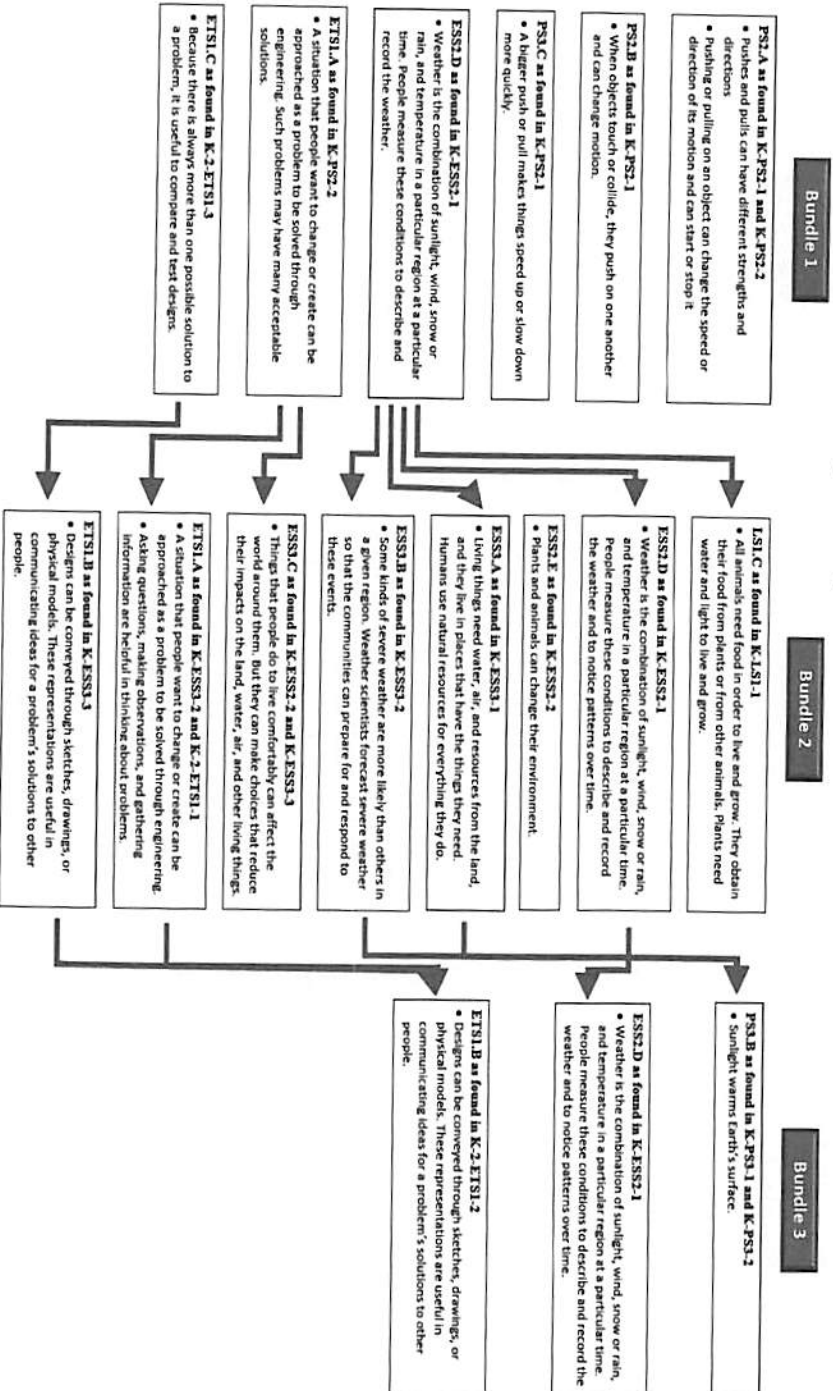 Bundle 1
PS2.A as found in K-PS2-1 and K-PS2-2
• Pushes and pulls can have different strengths and
directions
• Pushing or pulling on an object can change the speed or
direction of its motion and can start or stop it
PS2.B as found in K-PS2-1
• When objects touch or collide, they push on one another
and can change motion.
PS3.C as found in K-PS2-1
• A bigger push or pull makes things speed up or slow down
more quickly.
ESS2.D as found in K-ESS2-1
• Weather is the combination of sunlight, wind, snow or
rain, and temperature in a particular region at a particular
time. People measure these conditions to describe and
record the weather.
ETS1.A as found in K-PS2-2
• A situation that people want to change or create can be
approached as a problem to be solved through
engineering. Such problems may have many acceptable
solutions.
ETS1.C as found in K-2-ETS1-3
• Because there is always more than one possible solution to
a problem, it is useful to compare and test designs.
Bundle 2
LS1.C as found in K-LS1-1
• All animals need food in order to live and grow. They obtain
their food from plants or from other animals. Plants need
water and light to live and grow.
ESS2.D as found in K-ESS2-1
• Weather is the combination of sunlight, wind, snow or rain,
and temperature in a particular region at a particular time.
People measure these conditions to describe and record
the weather and to notice patterns over time.
ESS2.E as found in K-ESS2-2
• Plants and animals can change their environment.
ESS3.A as found in K-ESS3-1
• Living things need water, air, and resources from the land,
and they live in places that have the things they need.
Humans use natural resources for everything they do.
ESS3.B as found in K-ESS3-2
• Some kinds of severe weather are more likely than others in
a given region. Weather scientists forecast severe weather
so that the communities can prepare for and respond to
these events.
ESS3.C as found in K-ESS2-2 and K-ESS3-3
• Things that people do to live comfortably can affect the
world around them. But they can make choices that reduce
their impacts on the land, water, air, and other living things.
ETS1.A as found in K-ESS3-2 and K-2-ETS1-1
• A situation that people want to change or create can be
approached as a problem to be solved through engineering.
• Asking questions, making observations, and gathering
information are helpful in thinking about problems.
ETS1.B as found in K-ESS3-3
• Designs can be conveyed through sketches, drawings, or
physical models. These representations are useful in
communicating ideas for a problem's solutions to other
people.
Bundle 3
PS3.B as found in K-PS3-1 and K-PS3-2
• Sunlight warms Earth's surface.
ESS2.D as found in K-ESS2-1
• Weather is the combination of sunlight, wind, snow or rain,
and temperature in a particular region at a particular time.
People measure these conditions to describe and record the
weather and to notice patterns over time.
ETS1.B as found in K-2-ETS1-2
• Designs can be conveyed through sketches, drawings, or
physical models. These representations are useful in
communicating ideas for a problem's solutions to other
people.